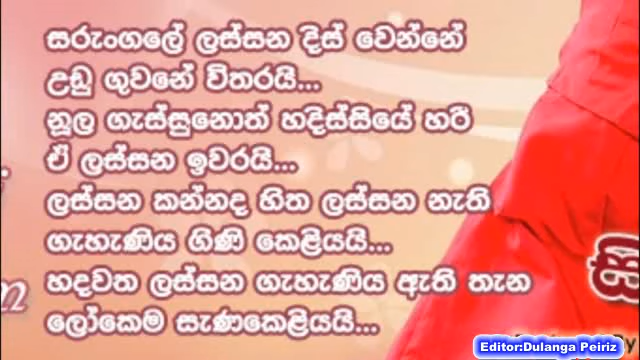 සරුංගලේ ලස්සන දිස් වෙන්නේ
උඩු ගුවනේ විතරයි...
නූල ගැස්සුනොත් හදිස්සියේ හරි
ඒ ලස්සන ඉවරයි...
ලස්සන කන්නද හිත ලස්සන නැති
ගැහැණිය ගිණි කෙළියයි...
හදවත ලස්සන ගැහැණිය ඇති තැන
ලෝකෙම සැණකෙළියයි...
Editor:Dulanga Peiriz